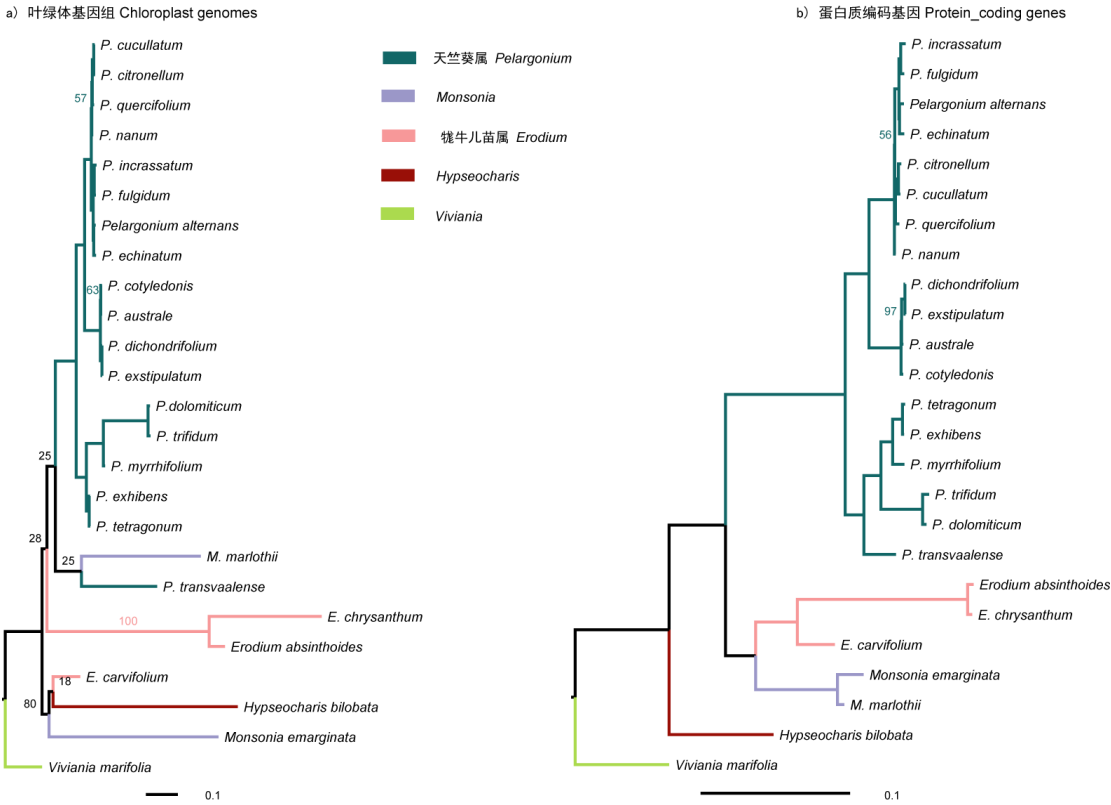 a）叶绿体基因组 Chloroplast genomes
P. cucullatum
P. citronellum
57
P. quercifolium
P. nanum
P. incrassatum
P. fulgidum
Pelargonium alternans
P. echinatum
P. cotyledonis
63
P. australe
P. dichondrifolium
P. exstipulatum
P.dolomiticum
P. trifidum
25
P. myrrhifolium
P. exhibens
P. tetragonum
28
25
M. marlothii
P. transvaalense
100
E. chrysanthum
Erodium absinthoides
18
E. carvifolium
80
Hypseocharis bilobata
Monsonia emarginata
Viviania marifolia
0.1
天竺葵属 Pelargonium
Monsonia
牻牛儿苗属 Erodium
Hypseocharis
Viviania
b）蛋白质编码基因 Protein_coding genes
P. incrassatum
P. fulgidum
Pelargonium alternans
56
P. echinatum
P. citronellum
P. cucullatum
P. quercifolium
P. nanum
P. dichondrifolium
97
P. exstipulatum
P. australe
P. cotyledonis
P. tetragonum
P. exhibens
P. myrrhifolium
P. trifidum
P. dolomiticum
P. transvaalense
Erodium absinthoides
E. chrysanthum
E. carvifolium
Monsonia emarginata
M. marlothii
Hypseocharis bilobata
Viviania marifolia
0.1